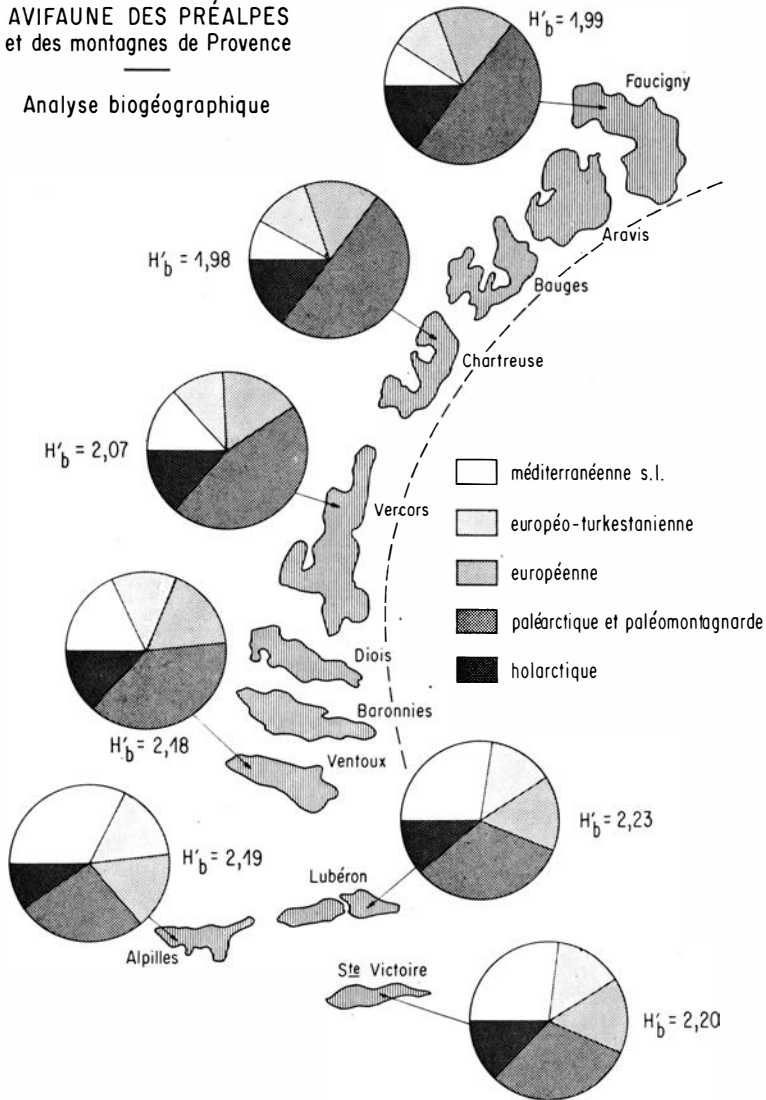 AVIFAUNE DES PRÉALPES
et des montagnes de Provence
Analyse biogéographique
H'b = 1,99
Faucigny
Aravis
H'b = 1,98
Bauges
Chartreuse
H'b = 2,07
Vercors
méditerranéenne s.l.
européo-turkestanienne
européenne
paléarctique et paléomontagnarde
holarctique
Diois
Baronnies
H'b = 2,18
Ventoux
H'b = 2,23
H'b = 2,19
Lubéron
Alpilles
Ste Victoire
H'b = 2,20